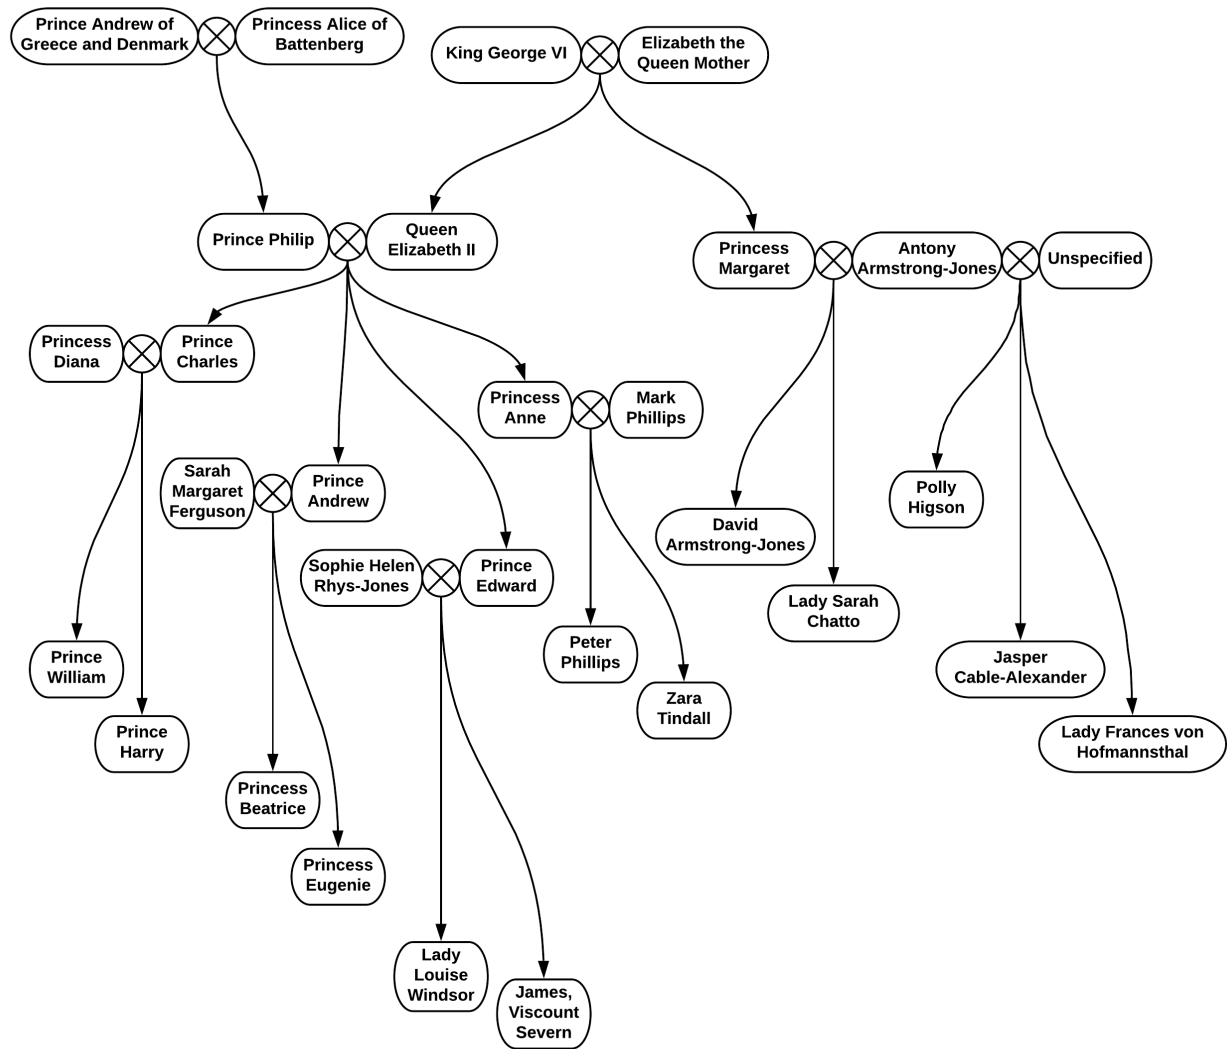 Prince Andrew of
Greece and Denmark
Princess Alice of
Battenberg
King George VI
Elizabeth the
Queen Mother
Prince Philip
Queen
Elizabeth II
Princess
Margaret
Antony
Armstrong-Jones
Unspecified
Princess
Diana
Prince
Charles
Princess
Anne
Mark
Phillips
Sarah
Margaret
Ferguson
Prince
Andrew
Polly
Higson
David
Armstrong-Jones
Sophie Helen
Rhys-Jones
Prince
Edward
Lady Sarah
Chatto
Peter
Phillips
Prince
William
Jasper
Cable-Alexander
Zara
Tindall
Prince
Harry
Lady Frances von
Hofmannsthal
Princess
Beatrice
Princess
Eugenie
Lady
Louise
Windsor
James,
Viscount
Severn